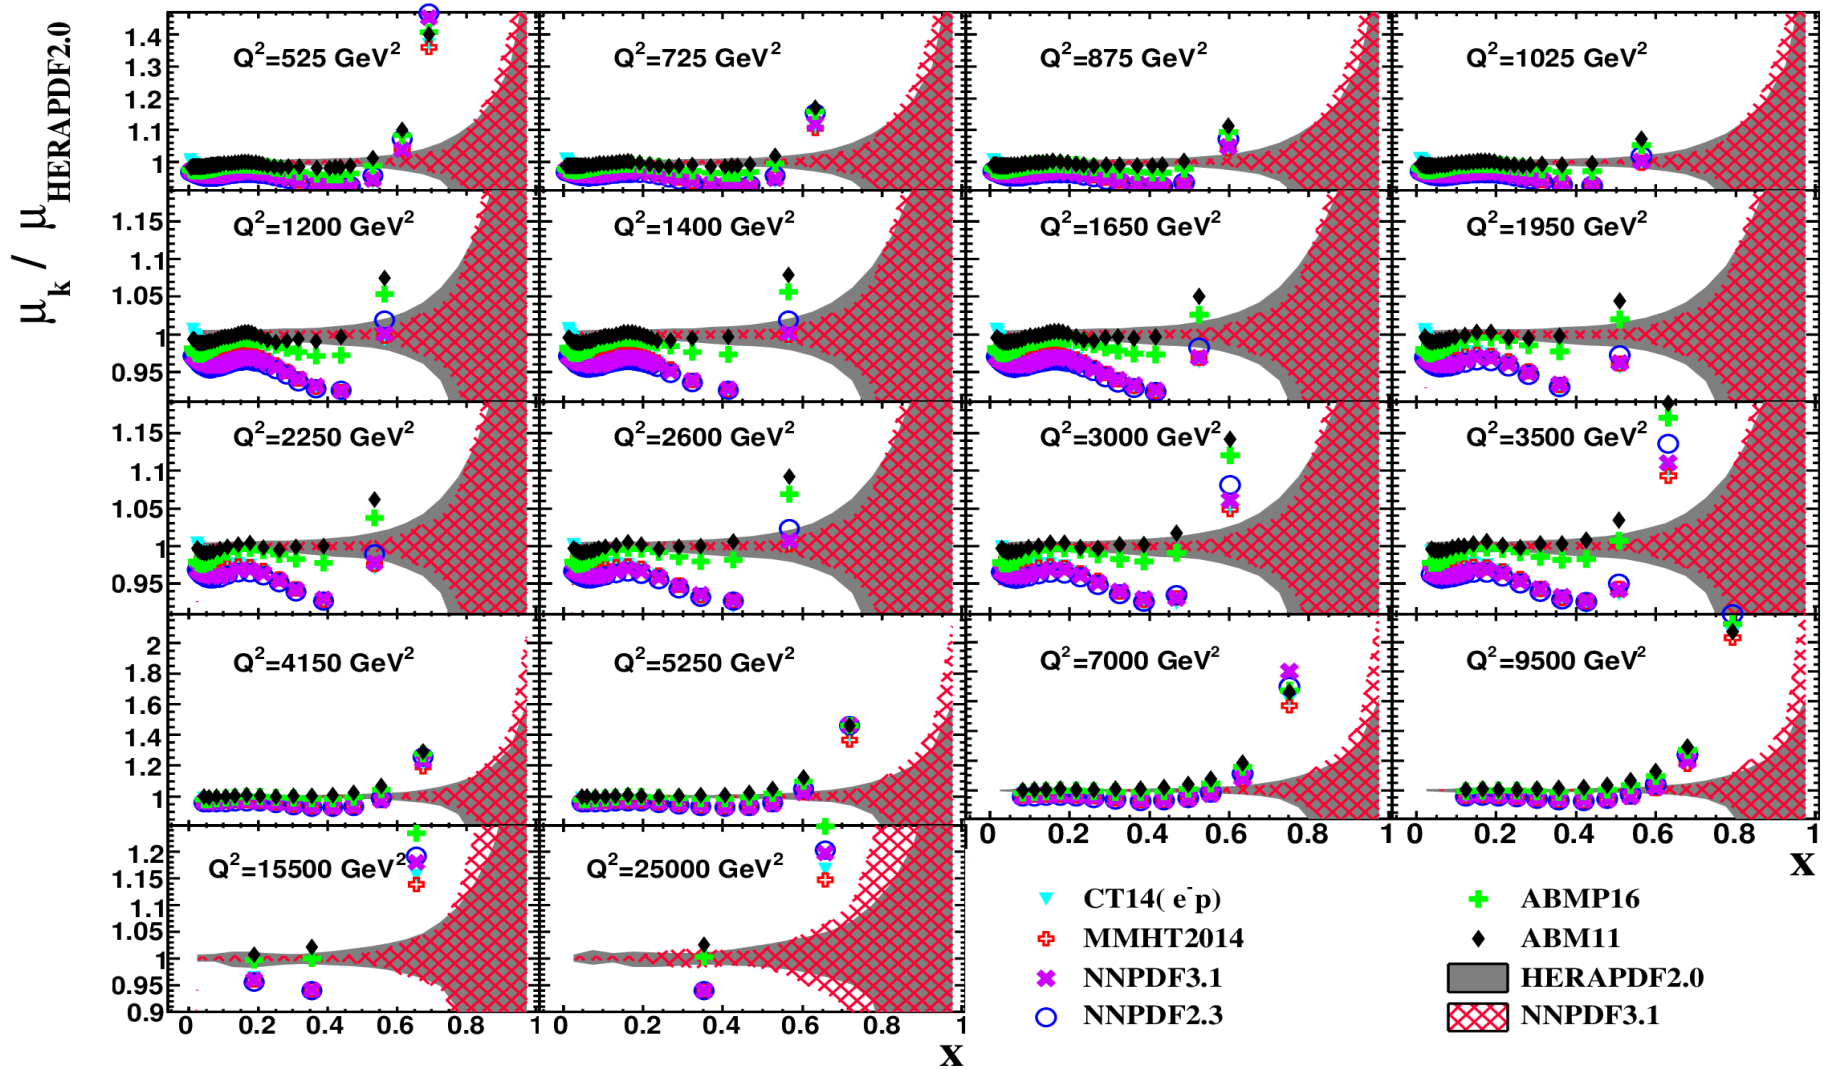 μk / μHERAPDF2.0
1.4
1.3
1.2
1.1
1
Q²=525 GeV²
Q²=725 GeV²
Q²=875 GeV²
Q²=1025 GeV²
1.15
1.1
1.05
1
0.95
Q²=1200 GeV²
Q²=1400 GeV²
Q²=1650 GeV²
Q²=1950 GeV²
1.15
1.1
1.05
1
0.95
Q²=2250 GeV²
Q²=2600 GeV²
Q²=3000 GeV²
Q²=3500 GeV²
2
1.8
1.6
1.4
1.2
1
Q²=4150 GeV²
Q²=5250 GeV²
Q²=7000 GeV²
Q²=9500 GeV²
0 0.2 0.4 0.6 0.8 1
0 0.2 0.4 0.6 0.8 1
x
1.2
1.15
1.1
1.05
1
0.95
0.9
Q²=15500 GeV²
Q²=25000 GeV²
0 0.2 0.4 0.6 0.8 1
0 0.2 0.4 0.6 0.8 1
x
CT14( e⁻p)
MMHT2014
NNPDF3.1
NNPDF2.3
ABMP16
ABM11
HERAPDF2.0
NNPDF3.1